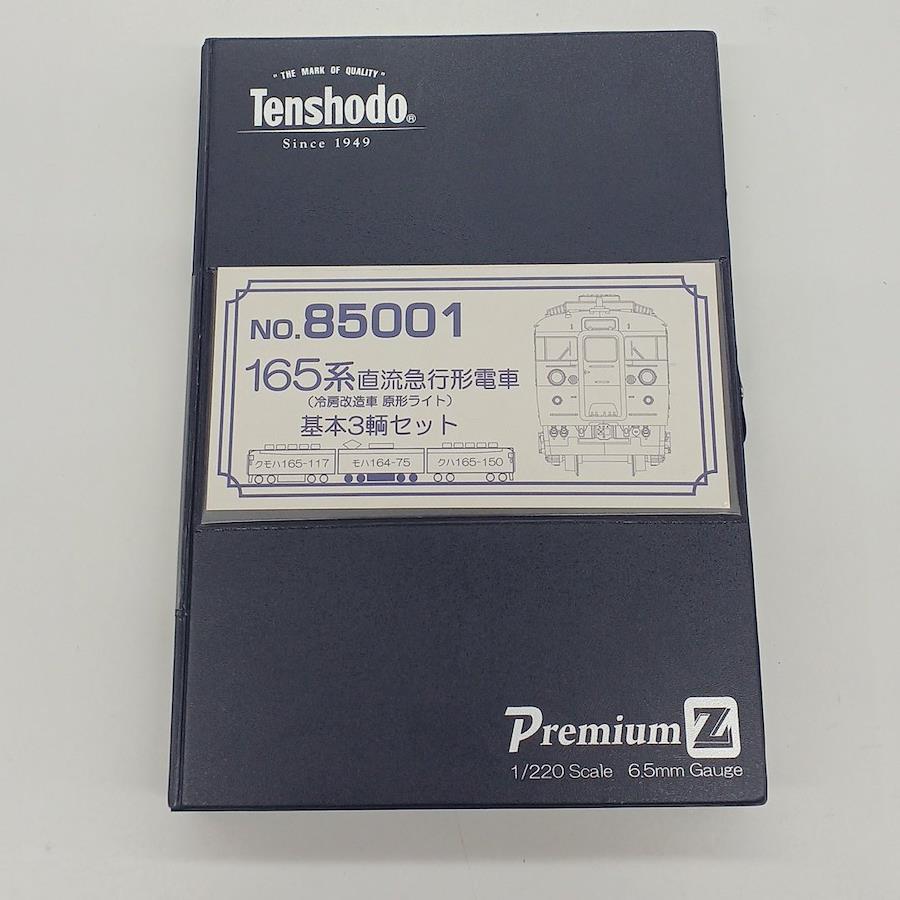 "THE MARK OF QUALITY"
Tenshodo®
Since 1949
NO.85001
165系直流急行形電車
(冷房改造車 原形ライト)
基本3輌セット
クモハ165-117 モハ164-75 クハ165-150
Premium Z
1/220 Scale 6.5mm Gauge